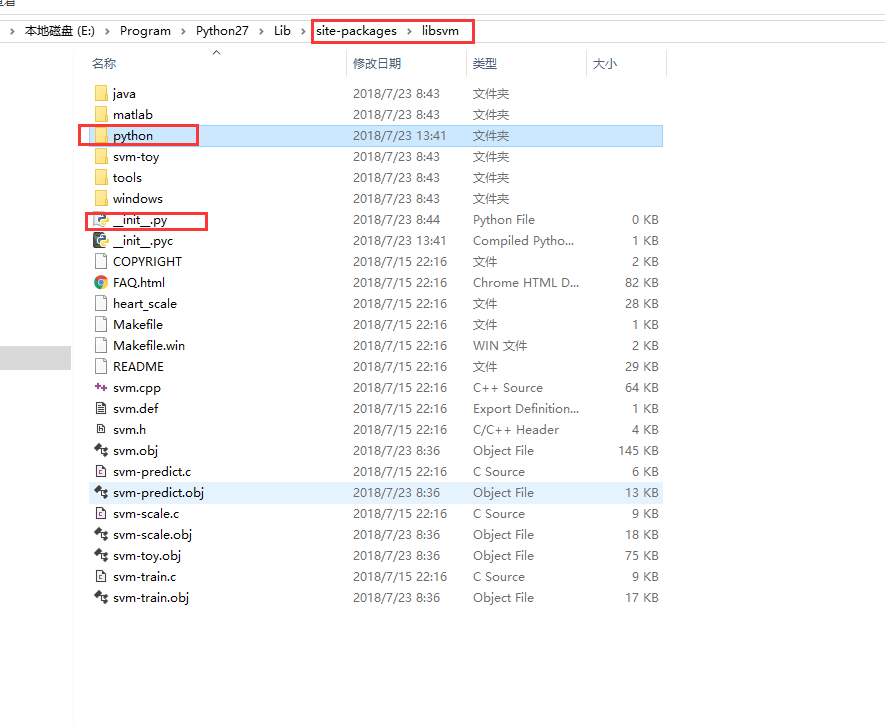 本地磁盘 (E:) > Program > Python27 > Lib > site-packages > libsvm
名称 修改日期 类型 大小
java 2018/7/23 8:43 文件夹
matlab 2018/7/23 8:43 文件夹
python 2018/7/23 13:41 文件夹
svm-toy 2018/7/23 8:43 文件夹
tools 2018/7/23 8:43 文件夹
windows 2018/7/23 8:43 文件夹
__init__.py 2018/7/23 8:44 Python File 0 KB
__init__.pyc 2018/7/23 13:41 Compiled Pytho... 1 KB
COPYRIGHT 2018/7/15 22:16 文件 2 KB
FAQ.html 2018/7/15 22:16 Chrome HTML D... 82 KB
heart_scale 2018/7/15 22:16 文件 28 KB
Makefile 2018/7/15 22:16 文件 1 KB
Makefile.win 2018/7/15 22:16 WIN 文件 2 KB
README 2018/7/15 22:16 文件 29 KB
svm.cpp 2018/7/15 22:16 C++ Source 64 KB
svm.def 2018/7/15 22:16 Export Definition... 1 KB
svm.h 2018/7/15 22:16 C/C++ Header 4 KB
svm.obj 2018/7/23 8:36 Object File 145 KB
svm-predict.c 2018/7/15 22:16 C Source 6 KB
svm-predict.obj 2018/7/23 8:36 Object File 13 KB
svm-scale.c 2018/7/15 22:16 C Source 9 KB
svm-scale.obj 2018/7/23 8:36 Object File 18 KB
svm-toy.obj 2018/7/23 8:36 Object File 75 KB
svm-train.c 2018/7/15 22:16 C Source 9 KB
svm-train.obj 2018/7/23 8:36 Object File 17 KB